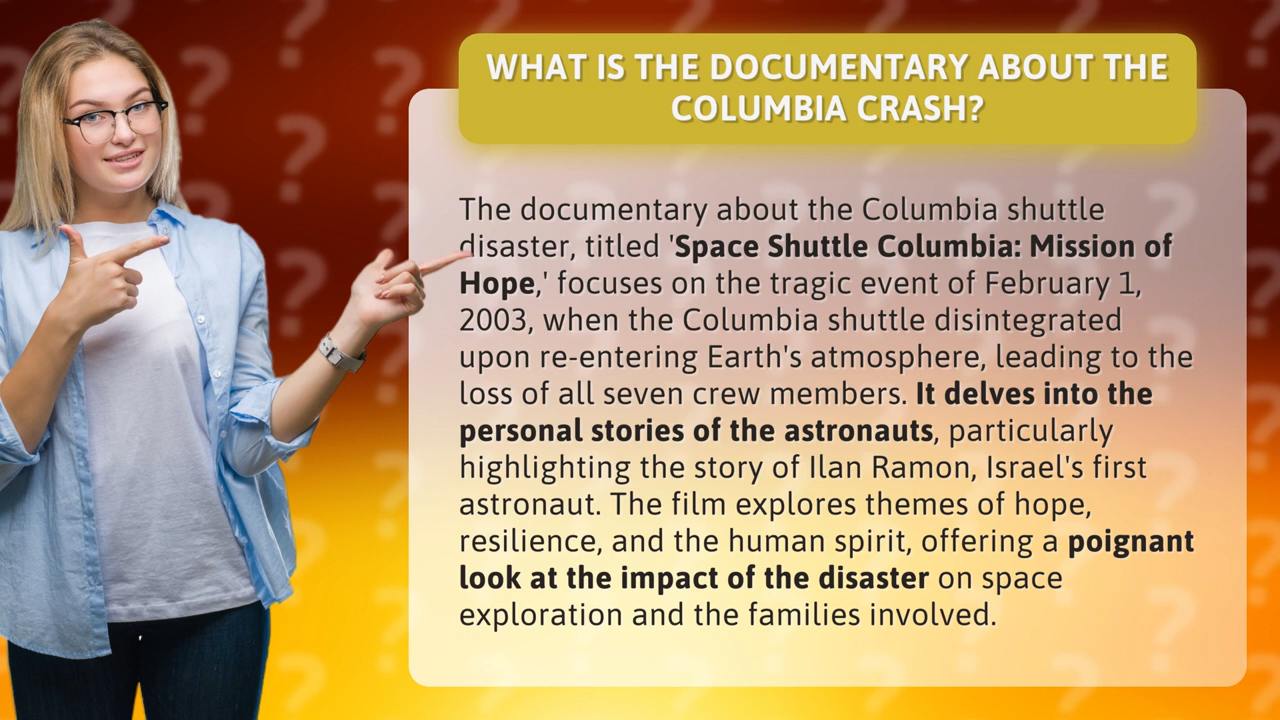 WHAT IS THE DOCUMENTARY ABOUT THE
COLUMBIA CRASH?
The documentary about the Columbia shuttle
disaster, titled 'Space Shuttle Columbia: Mission of
Hope,' focuses on the tragic event of February 1,
2003, when the Columbia shuttle disintegrated
upon re-entering Earth's atmosphere, leading to the
loss of all seven crew members. It delves into the
personal stories of the astronauts, particularly
highlighting the story of Ilan Ramon, Israel's first
astronaut. The film explores themes of hope,
resilience, and the human spirit, offering a poignant
look at the impact of the disaster on space
exploration and the families involved.